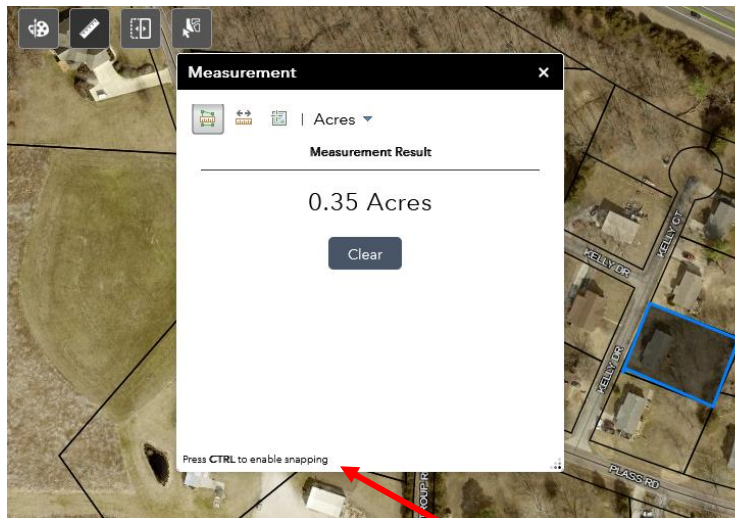 Measurement
×
| Acres
Measurement Result
0.35 Acres
Clear
Press CTRL to enable snapping
KELLY CT
KELLY DR
KELLY DR
PLASS RD